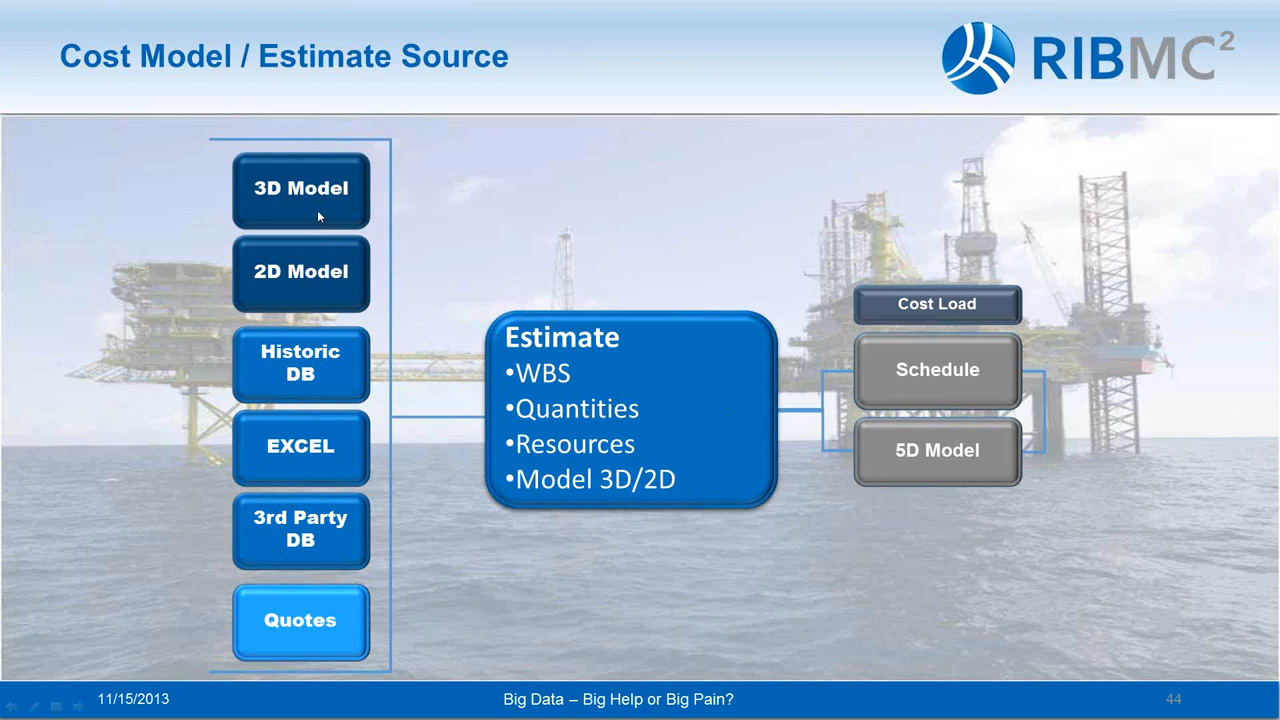 Cost Model / Estimate Source
RIBMC²
3D Model
2D Model
Historic
DB
EXCEL
3rd Party
DB
Quotes
Estimate
•WBS
•Quantities
•Resources
•Model 3D/2D
Cost Load
Schedule
5D Model
11/15/2013
Big Data – Big Help or Big Pain?
44